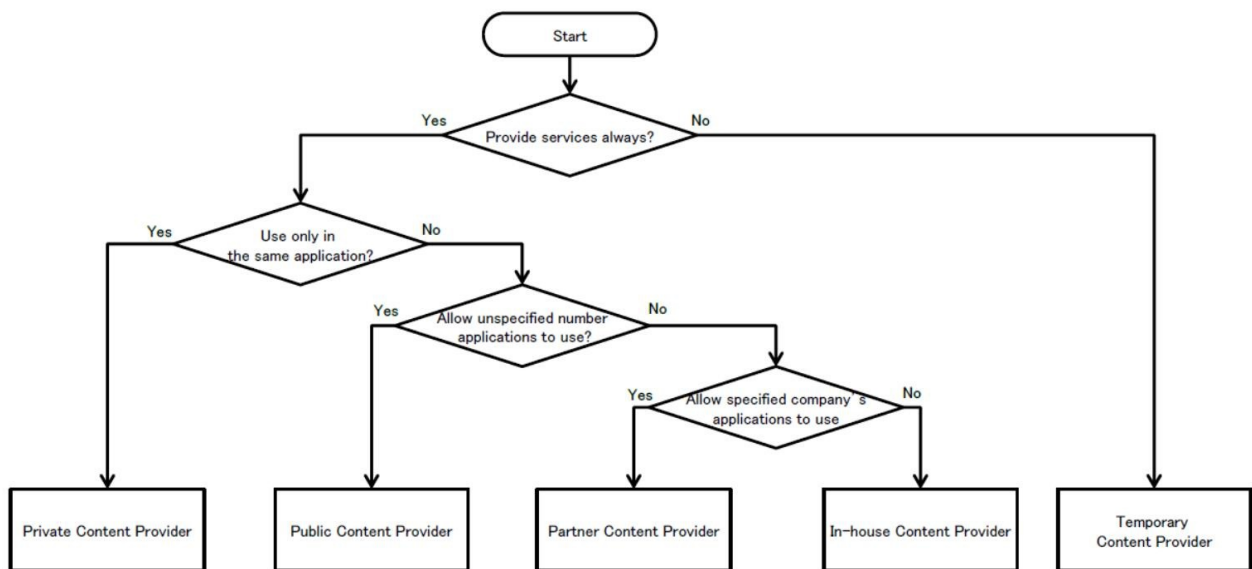 Start
Yes
No
Provide services always?
Yes
No
Use only in
the same application?
Yes
No
Allow unspecified number
applications to use?
Yes
No
Allow specified company's
applications to use
Private Content Provider
Public Content Provider
Partner Content Provider
In-house Content Provider
Temporary
Content Provider